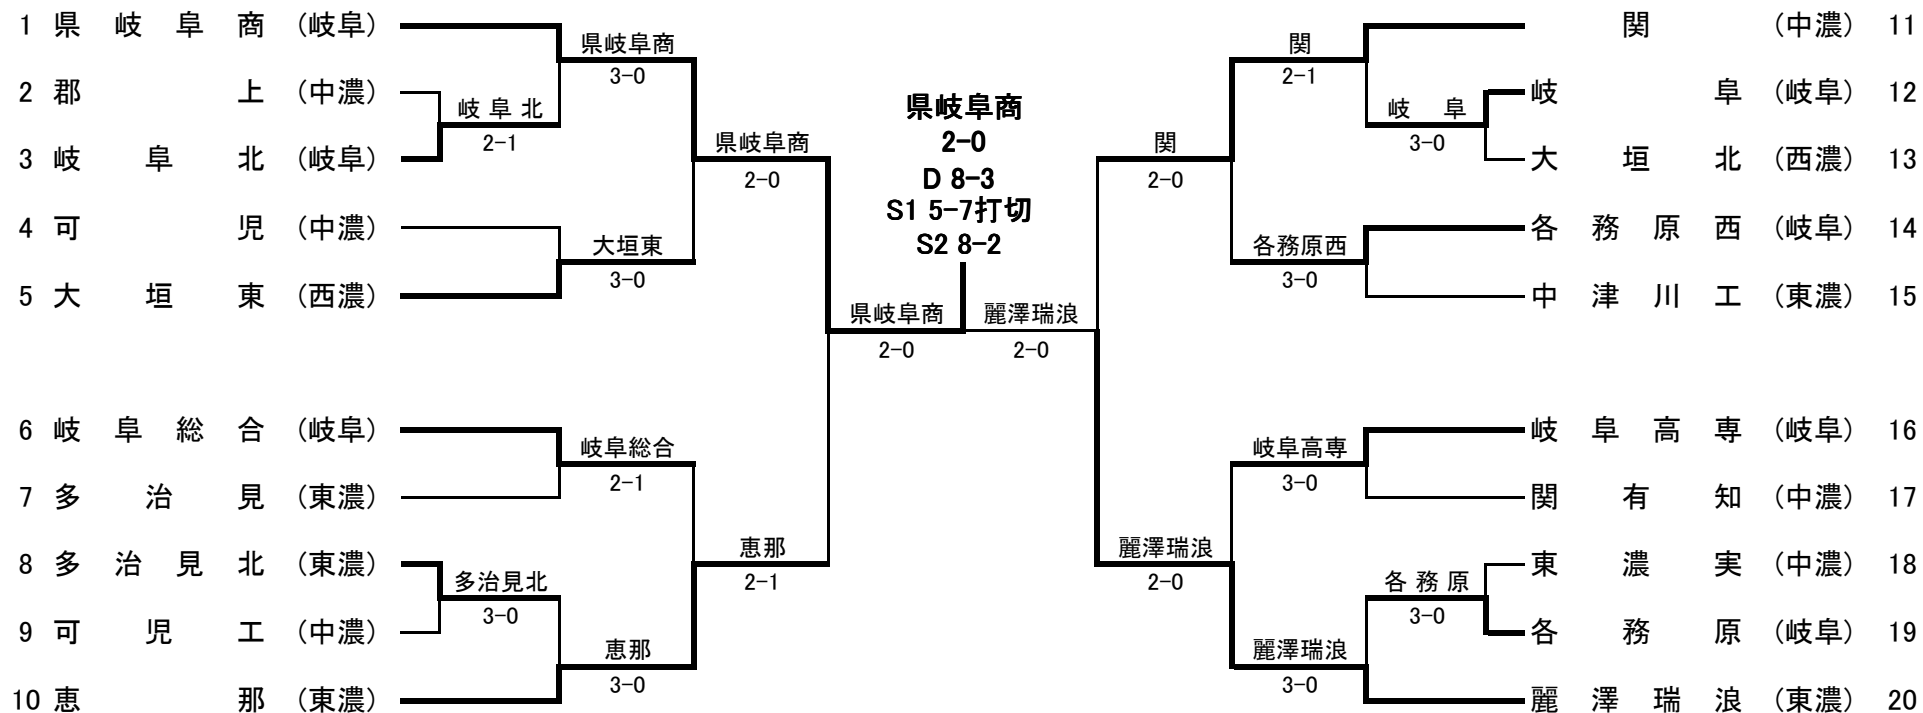 1 県岐阜商 (岐阜)
2 郡上 (中濃)
3 岐阜北 (岐阜)
4 可児 (中濃)
5 大垣東 (西濃)
6 岐阜総合 (岐阜)
7 多治見 (東濃)
8 多治見北 (東濃)
9 可児工 (中濃)
10 恵那 (東濃)
岐阜北
2-1
多治見北
3-0
県岐阜商
3-0
大垣東
3-0
岐阜総合
2-1
恵那
3-0
県岐阜商
2-0
恵那
2-1
県岐阜商
2-0
県岐阜商
2-0
D 8-3
S1 5-7打切
S2 8-2
麗澤瑞浪
2-0
関
2-0
麗澤瑞浪
2-0
関
2-1
各務原西
3-0
岐阜高専
3-0
麗澤瑞浪
3-0
岐阜
3-0
各務原
3-0
関 (中濃) 11
岐阜 (岐阜) 12
大垣北 (西濃) 13
各務原西 (岐阜) 14
中津川工 (東濃) 15
岐阜高専 (岐阜) 16
関有知 (中濃) 17
東濃実 (中濃) 18
各務原 (岐阜) 19
麗澤瑞浪 (東濃) 20